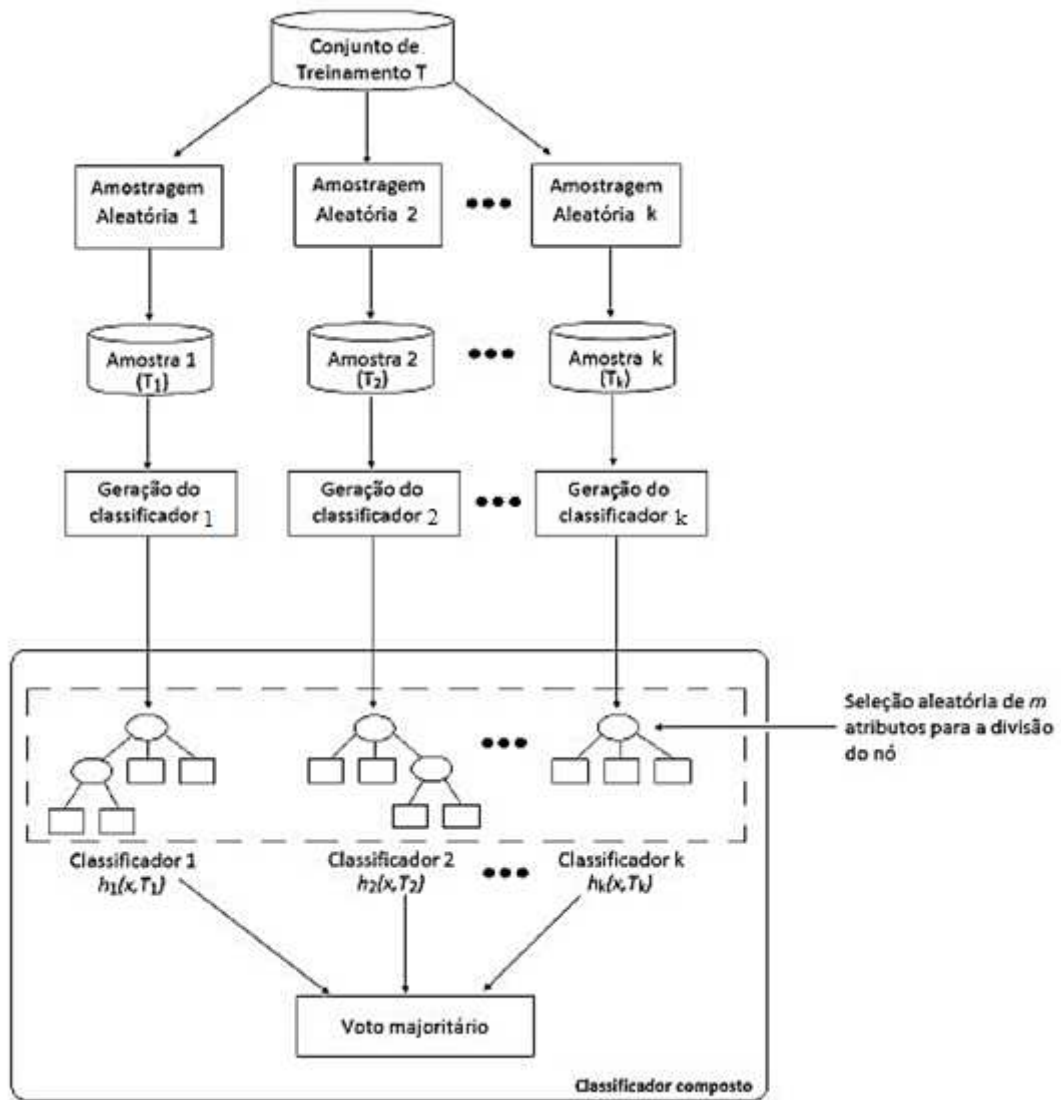 Conjunto de
Treinamento T
Amostragem
Aleatória 1
Amostragem
Aleatória 2
Amostragem
Aleatória k
Amostra 1
(T1)
Amostra 2
(T2)
Amostra k
(Tk)
Geração do
classificador 1
Geração do
classificador 2
Geração do
classificador k
Seleção aleatória de m
atributos para a divisão
do nó
Classificador 1
h1(x,T1)
Classificador 2
h2(x,T2)
Classificador k
hk(x,Tk)
Voto majoritário
Classificador composto